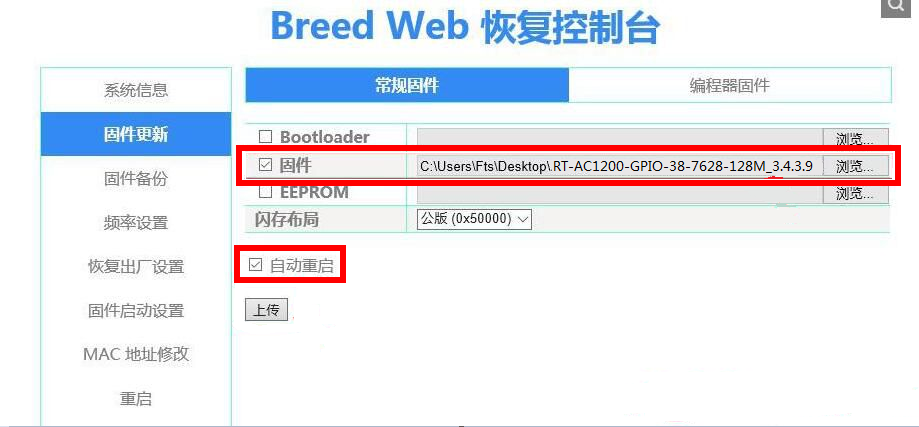 Breed Web 恢复控制台
系统信息
固件更新
固件备份
频率设置
恢复出厂设置
固件启动设置
MAC 地址修改
重启
常规固件 编程器固件
Bootloader 浏览...
固件 C:\Users\Fts\Desktop\RT-AC1200-GPIO-38-7628-128M_3.4.3.9 浏览...
EEPROM 浏览...
闪存布局 公版 (0x50000)
自动重启
上传